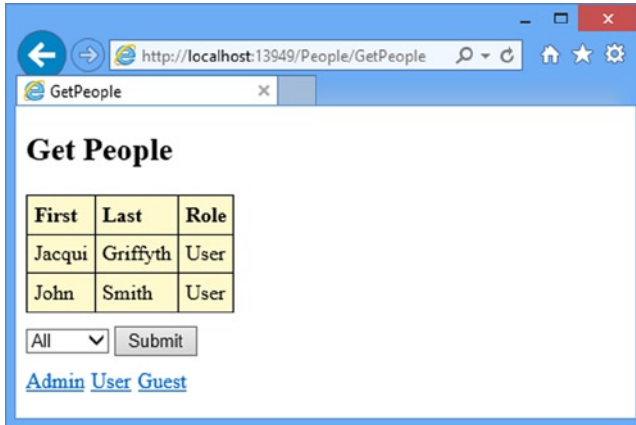 http://localhost:13949/People/GetPeople
GetPeople
Get People
First Last Role
Jacqui Griffyth User
John Smith User
All Submit
Admin User Guest